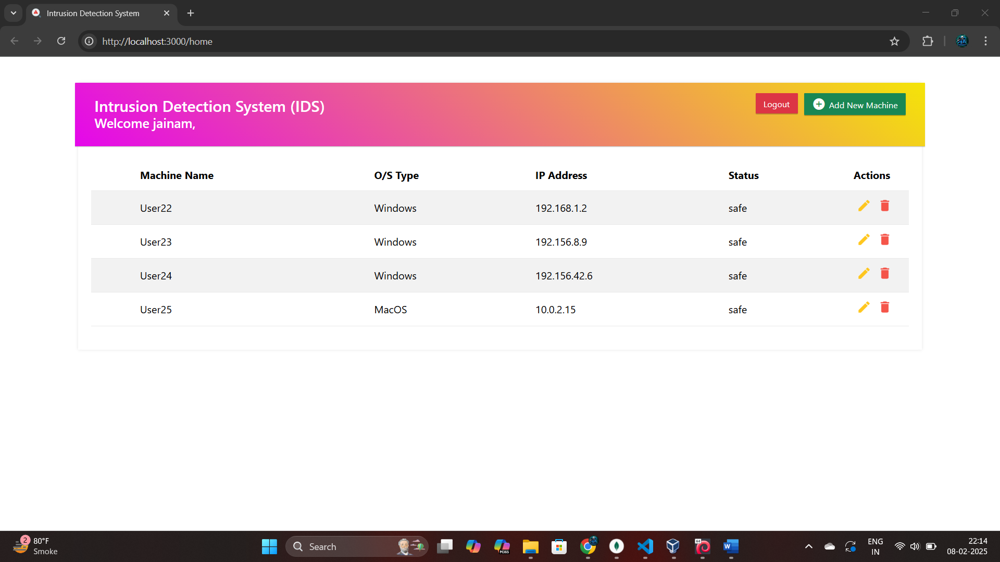 Intrusion Detection System
http://localhost:3000/home
Intrusion Detection System (IDS)
Welcome jainam,
Logout
Add New Machine
Machine Name O/S Type IP Address Status Actions
User22 Windows 192.168.1.2 safe
User23 Windows 192.156.8.9 safe
User24 Windows 192.156.42.6 safe
User25 MacOS 10.0.2.15 safe
2
80°F
Smoke
Search
M365
64
W
ENG
IN
22:14
08-02-2025